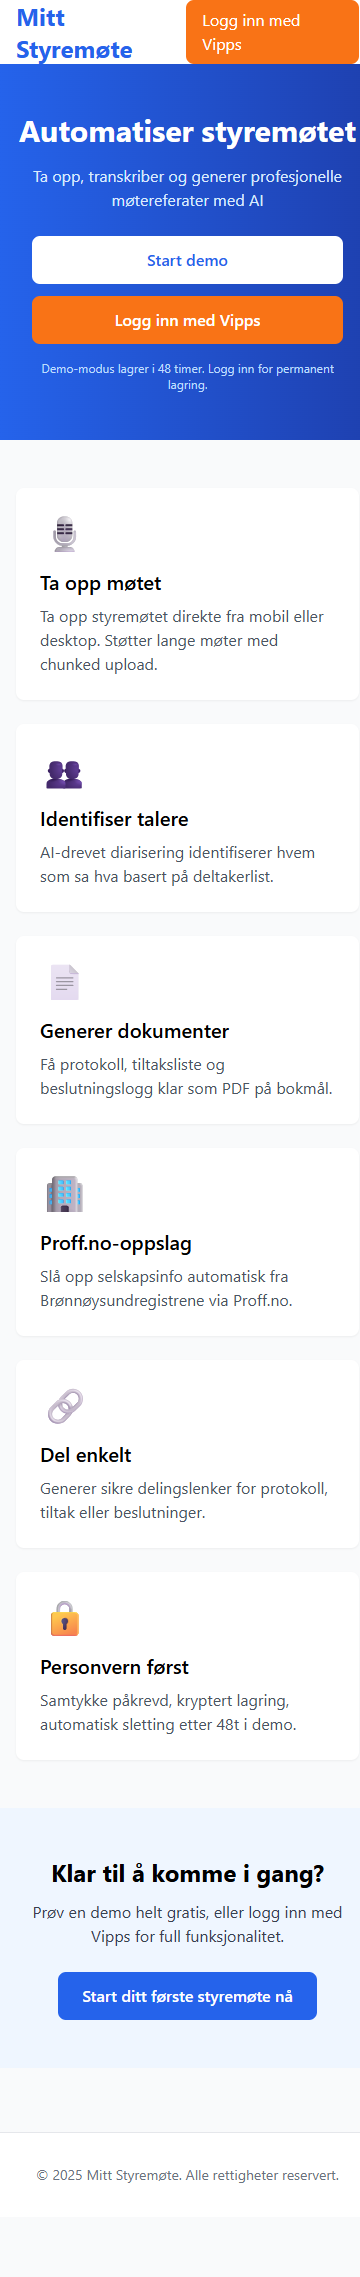 Mitt
Styremøte
Logg inn med
Vipps
Automatiser styremøtet
Ta opp, transkriber og generer profesjonelle
møtereferater med AI
Start demo
Logg inn med Vipps
Demo-modus lagrer i 48 timer. Logg inn for permanent
lagring.
Ta opp møtet
Ta opp styremøtet direkte fra mobil eller
desktop. Støtter lange møter med
chunked upload.
Identifiser talere
AI-drevet diarisering identifiserer hvem
som sa hva basert på deltakerlist.
Generer dokumenter
Få protokoll, tiltaksliste og
beslutningslogg klar som PDF på bokmål.
Proff.no-oppslag
Slå opp selskapsinfo automatisk fra
Brønnøysundregistrene via Proff.no.
Del enkelt
Generer sikre delingslenker for protokoll,
tiltak eller beslutninger.
Personvern først
Samtykke påkrevd, kryptert lagring,
automatisk sletting etter 48t i demo.
Klar til å komme i gang?
Prøv en demo helt gratis, eller logg inn med
Vipps for full funksjonalitet.
Start ditt første styremøte nå
© 2025 Mitt Styremøte. Alle rettigheter reservert.